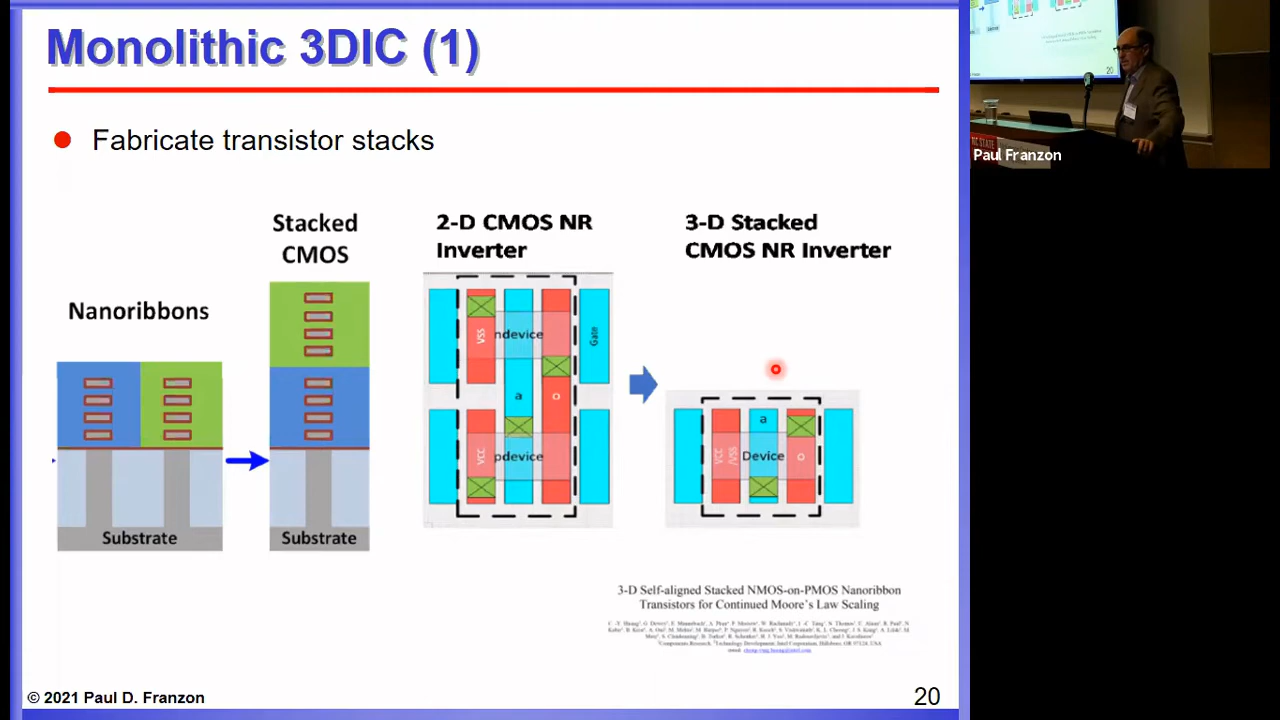 Monolithic 3DIC (1)
Fabricate transistor stacks
Nanoribbons
Substrate
Stacked
CMOS
Substrate
2-D CMOS NR
Inverter
VSS
ndevice
Gate
a
o
VCC
pdevice
3-D Stacked
CMOS NR Inverter
a
VCC
/VSS
Device
o
3-D Self-aligned Stacked NMOS-on-PMOS Nanoribbon
Transistors for Continued Moore's Law Scaling
© 2021 Paul D. Franzon
20
20
Paul Franzon